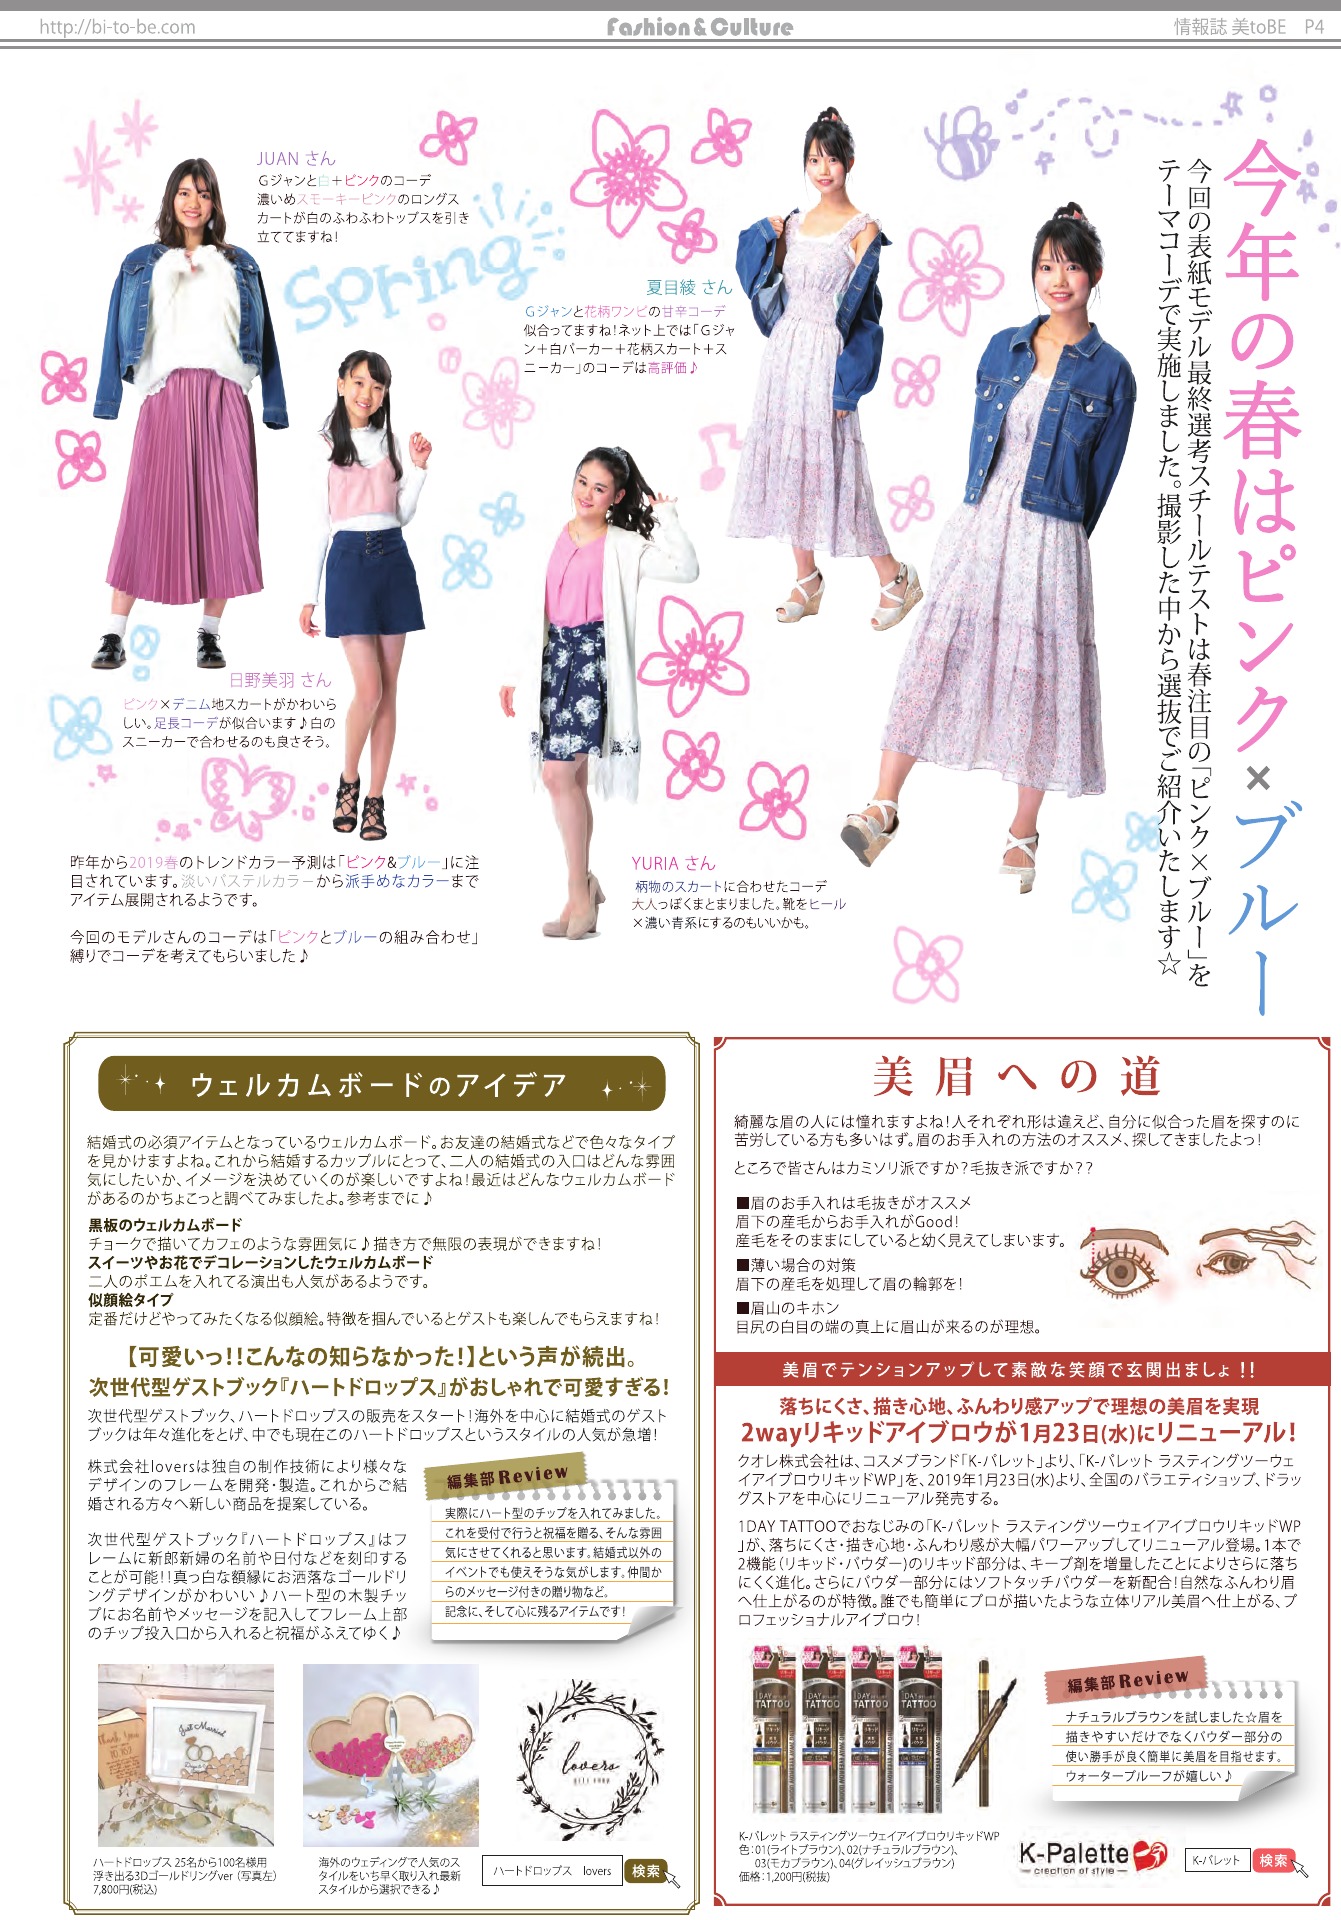 http://bi-to-be.com
Fashion & Culture
情報誌 美toBE P4
今年の春はピンク×ブルー
今回の表紙モデル最終選考スチールテストは春注目の「ピンク×ブルー」を
テーマコーデで実施しました。撮影した中から選抜でご紹介いたします☆
JUAN さん
Gジャンと白+ピンクのコーデ
濃いめスモーキーピンクのロングス
カートが白のふわふわトップスを引き
立ててますね!
Spring
夏目綾 さん
Gジャンと花柄ワンピの甘辛コーデ
似合ってますね!ネット上では「Gジャ
ン+白パーカー+花柄スカート+ス
ニーカー」のコーデは高評価♪
日野美羽 さん
ピンク×デニム地スカートがかわいら
しい。足長コーデが似合います♪白の
スニーカーで合わせるのも良さそう。
YURIA さん
柄物のスカートに合わせたコーデ
大人っぽくまとまりました。靴をヒール
×濃い青系にするのもいいかも。
昨年から2019春のトレンドカラー予測は「ピンク&ブルー」に注
目されています。淡いパステルカラーから派手めなカラーまで
アイテム展開されるようです。
今回のモデルさんのコーデは「ピンクとブルーの組み合わせ」
縛りでコーデを考えてもらいました♪
ウェルカムボードのアイデア
結婚式の必須アイテムとなっているウェルカムボード。お友達の結婚式などで色々なタイプ
を見かけますよね。これから結婚するカップルにとって、二人の結婚式の入口はどんな雰囲
気にしたいか、イメージを決めていくのが楽しいですよね!最近はどんなウェルカムボード
があるのかちょこっと調べてみましたよ。参考までに♪
黒板のウェルカムボード
チョークで描いてカフェのような雰囲気に♪描き方で無限の表現ができますね!
スイーツやお花でデコレーションしたウェルカムボード
二人のポエムを入れてる演出も人気があるようです。
似顔絵タイプ
定番だけどやってみたくなる似顔絵。特徴を掴んでいるとゲストも楽しんでもらえますね!
【可愛いっ!!こんなの知らなかった!】という声が続出。
次世代型ゲストブック『ハートドロップス』がおしゃれで可愛すぎる!
次世代型ゲストブック、ハートドロップスの販売をスタート!海外を中心に結婚式のゲスト
ブックは年々進化をとげ、中でも現在このハートドロップスというスタイルの人気が急増!
株式会社loversは独自の制作技術により様々な
デザインのフレームを開発・製造。これからご結
婚される方々へ新しい商品を提案している。
次世代型ゲストブック『ハートドロップス』はフ
レームに新郎新婦の名前や日付などを刻印する
ことが可能!!真っ白な額縁にお洒落なゴールドリ
ングデザインがかわいい♪ハート型の木製チッ
プにお名前やメッセージを記入してフレーム上部
のチップ投入口から入れると祝福がふえてゆく♪
編集部Review
実際にハート型のチップを入れてみました。
これを受付で行うと祝福を贈る、そんな雰囲
気にさせてくれると思います。結婚式以外の
イベントでも使えそうな気がします。仲間か
らのメッセージ付きの贈り物など。
記念に、そして心に残るアイテムです!
Just Married
lovers
GIFT SHOP
ハートドロップス 25名から100名様用
浮き出る3Dゴールドリングver（写真左）
7,800円(税込)
海外のウェディングで人気のス
タイルをいち早く取り入れ最新
スタイルから選択できる♪
ハートドロップス lovers 検索
美眉への道
綺麗な眉の人には憧れますよね!人それぞれ形は違えど、自分に似合った眉を探すのに
苦労している方も多いはず。眉のお手入れの方法のオススメ、探してきましたよっ!
ところで皆さんはカミソリ派ですか?毛抜き派ですか??
■眉のお手入れは毛抜きがオススメ
眉下の産毛からお手入れがGood!
産毛をそのままにしていると幼く見えてしまいます。
■薄い場合の対策
眉下の産毛を処理して眉の輪郭を!
■眉山のキホン
目尻の白目の端の真上に眉山が来るのが理想。
美眉でテンションアップして素敵な笑顔で玄関出ましょ!!
落ちにくさ、描き心地、ふんわり感アップで理想の美眉を実現
2wayリキッドアイブロウが1月23日(水)にリニューアル!
クオレ株式会社は、コスメブランド「K-パレット」より、「K-パレット ラスティングツーウェ
イアイブロウリキッドWP」を、2019年1月23日(水)より、全国のバラエティショップ、ドラッ
グストアを中心にリニューアル発売する。
1DAY TATTOOでおなじみの「K-パレット ラスティングツーウェイアイブロウリキッドWP
」が、落ちにくさ・描き心地・ふんわり感が大幅パワーアップしてリニューアル登場。1本で
2機能（リキッド・パウダー)のリキッド部分は、キープ剤を増量したことによりさらに落ち
にくく進化。さらにパウダー部分にはソフトタッチパウダーを新配合!自然なふんわり眉
へ仕上がるのが特徴。誰でも簡単にプロが描いたような立体リアル美眉へ仕上がる、プ
ロフェッショナルアイブロウ!
1DAY TATTOO
1DAY TATTOO
1DAY TATTOO
1DAY TATTOO
編集部Review
ナチュラルブラウンを試しました☆眉を
描きやすいだけでなくパウダー部分の
使い勝手が良く簡単に美眉を目指せます。
ウォータープルーフが嬉しい♪
K-パレット ラスティングツーウェイアイブロウリキッドWP
色:01(ライトブラウン)、02(ナチュラルブラウン)、
03(モカブラウン)、04(グレイッシュブラウン)
価格:1,200円(税抜)
K-Palette
creation of style
K-パレット 検索